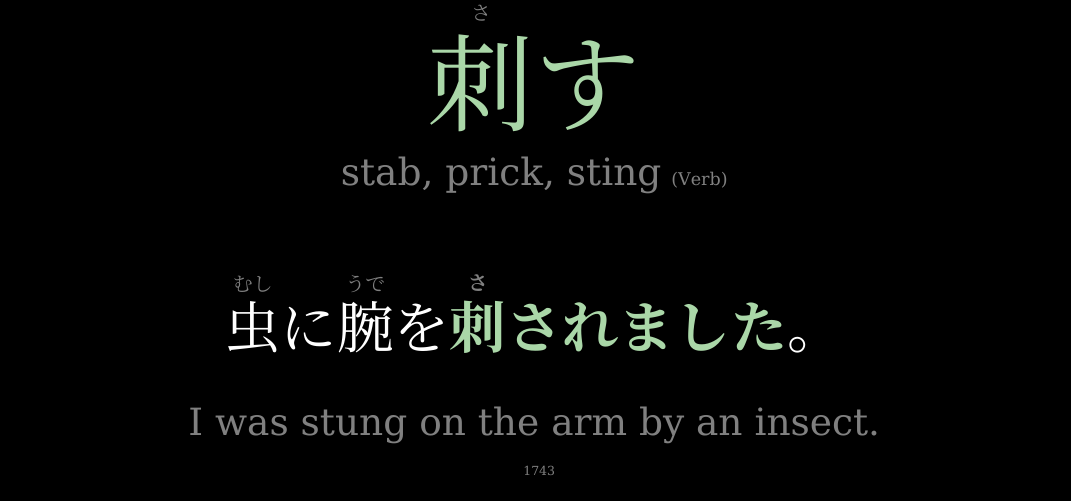 さ
刺す
stab, prick, sting (Verb)
むし うで さ
虫に腕を刺されました。
I was stung on the arm by an insect.
1743